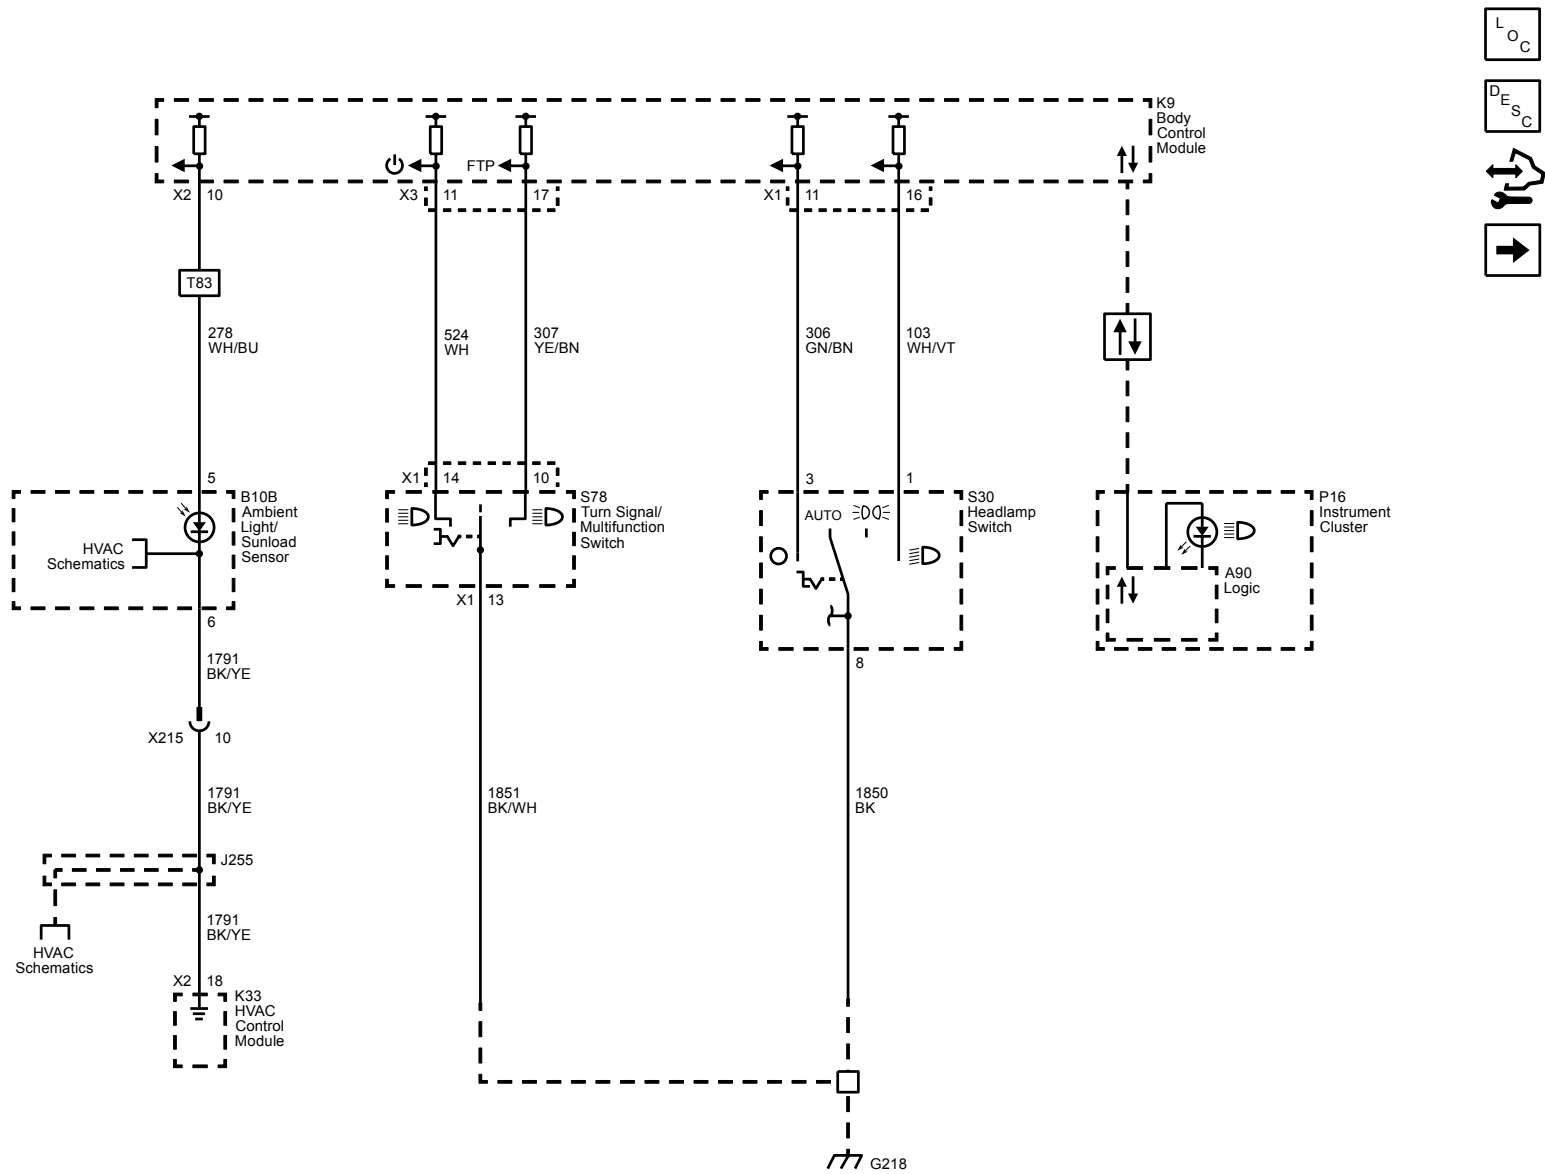 L
O
C
D
E
S
C
K9
Body
Control
Module
FTP
X2 10
X3 11
17
X1 11
16
T83
278
WH/BU
524
WH
307
YE/BN
306
GN/BN
103
WH/VT
5
X1 14
10
3
1
B10B
Ambient
Light/
Sunload
Sensor
HVAC
Schematics
S78
Turn Signal/
Multifunction
Switch
AUTO
S30
Headlamp
Switch
P16
Instrument
Cluster
A90
Logic
X1 13
6
8
1791
BK/YE
X215 10
1791
BK/YE
1851
BK/WH
1850
BK
J255
1791
BK/YE
HVAC
Schematics
X2 18
K33
HVAC
Control
Module
G218